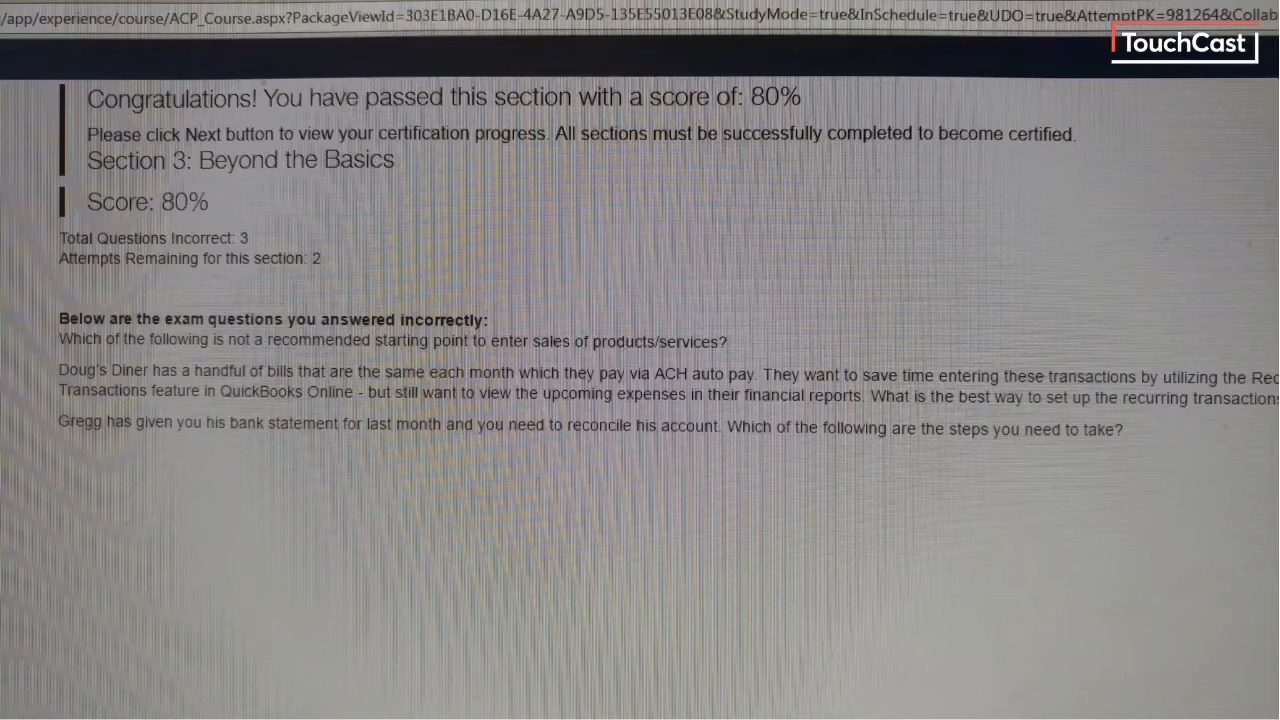 /app/experience/course/ACP_Course.aspx?PackageViewId=303E1BA0-D16E-4A27-A9D5-135E55013E08&StudyMode=true&InSchedule=true&UDO=true&AttemptPK=981264&Collab
TouchCast
Congratulations! You have passed this section with a score of: 80%
Please click Next button to view your certification progress. All sections must be successfully completed to become certified.
Section 3: Beyond the Basics
Score: 80%
Total Questions Incorrect: 3
Attempts Remaining for this section: 2
Below are the exam questions you answered incorrectly:
Which of the following is not a recommended starting point to enter sales of products/services?
Doug's Diner has a handful of bills that are the same each month which they pay via ACH auto pay. They want to save time entering these transactions by utilizing the Rec
Transactions feature in QuickBooks Online - but still want to view the upcoming expenses in their financial reports. What is the best way to set up the recurring transactions
Gregg has given you his bank statement for last month and you need to reconcile his account. Which of the following are the steps you need to take?